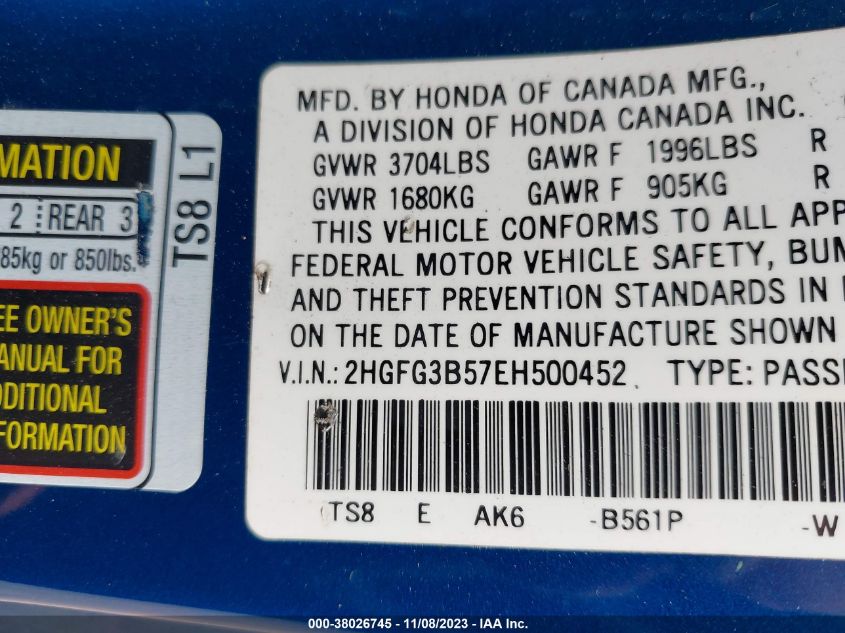 MATION
2 REAR 3
85kg or 850lbs.
EE OWNER'S
ANUAL FOR
DDITIONAL
FORMATION
TS8 L1
MFD. BY HONDA OF CANADA MFG.,
A DIVISION OF HONDA CANADA INC.
GVWR 3704LBS GAWR F 1996LBS R
GVWR 1680KG GAWR F 905KG R
THIS VEHICLE CONFORMS TO ALL APP
FEDERAL MOTOR VEHICLE SAFETY, BUM
AND THEFT PREVENTION STANDARDS IN
ON THE DATE OF MANUFACTURE SHOWN
V.I.N.: 2HGFG3B57EH500452 TYPE: PASSE
TS8 E AK6 -B561P -W
000-38026745 - 11/08/2023 - IAA Inc.